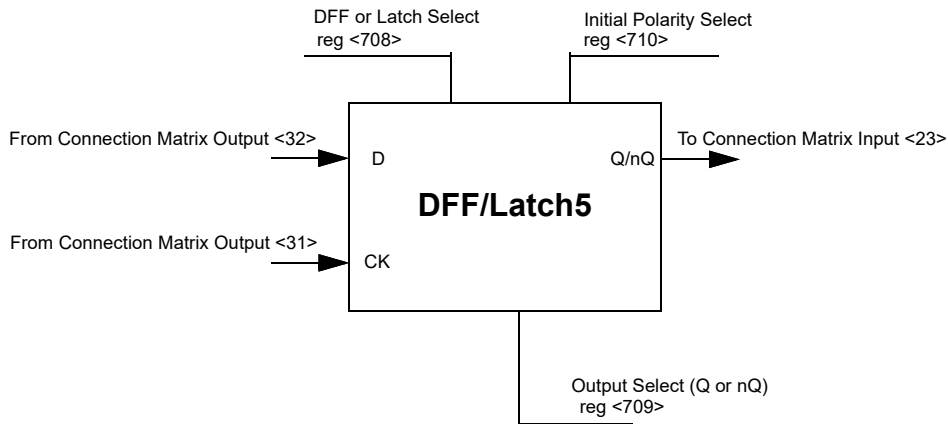 DFF or Latch Select
reg <708>
Initial Polarity Select
reg <710>
From Connection Matrix Output <32>
To Connection Matrix Input <23>
D
Q/nQ
DFF/Latch5
From Connection Matrix Output <31>
CK
Output Select (Q or nQ)
reg <709>